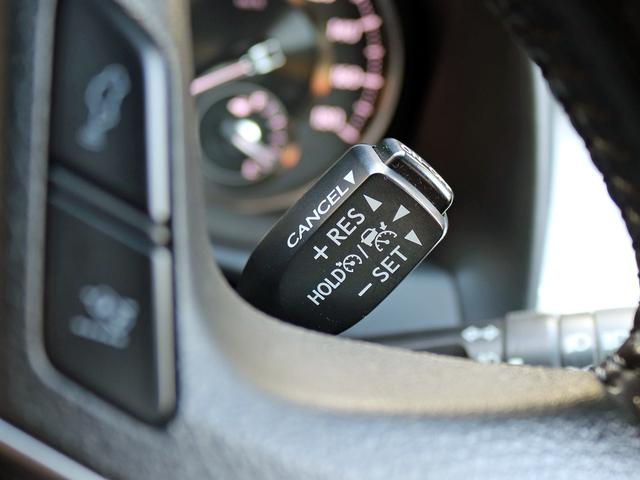 CANCEL▼
+ RES▲
HOLD / ▼
− SET▼